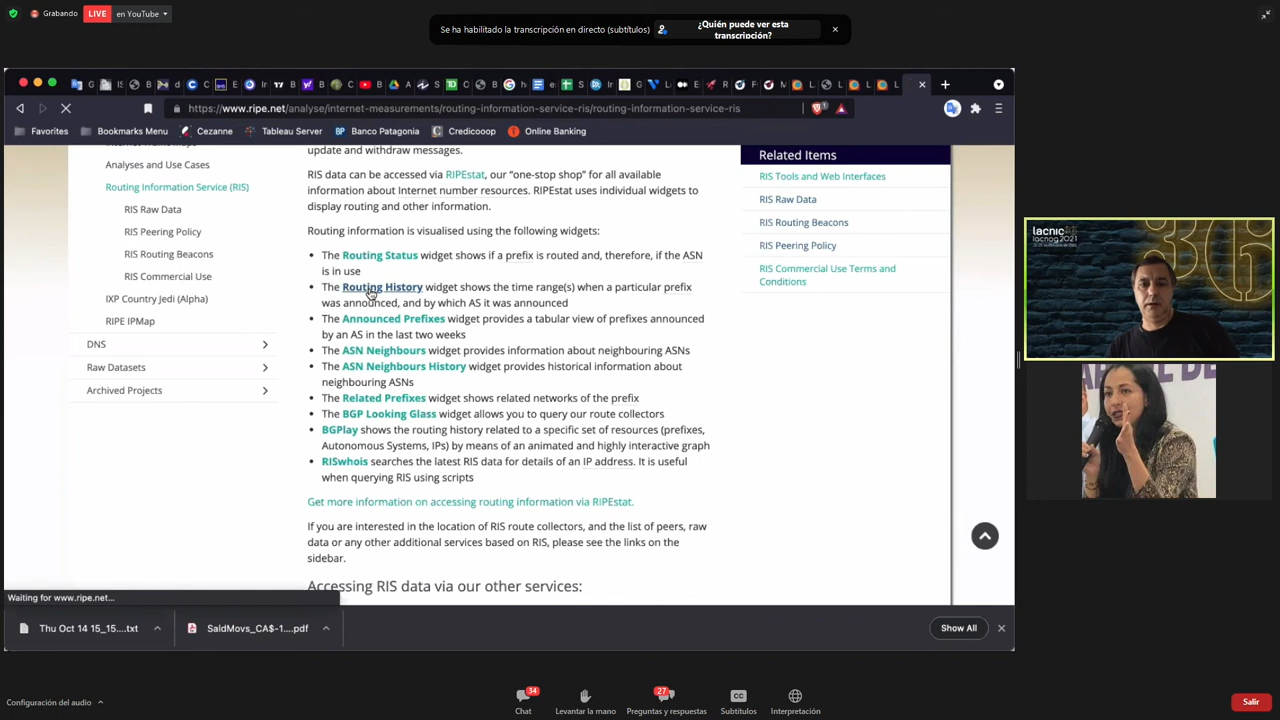 Grabando
LIVE
en YouTube
Se ha habilitado la transcripción en directo (subtítulos)
¿Quién puede ver esta
transcripción?
https://www.ripe.net/analyse/internet-measurements/routing-information-service-ris/routing-information-service-ris
Favorites
Bookmarks Menu
Cezanne
Tableau Server
BP Banco Patagonia
Credicooop
Online Banking
Analyses and Use Cases
Routing Information Service (RIS)
RIS Raw Data
RIS Peering Policy
RIS Routing Beacons
RIS Commercial Use
IXP Country Jedi (Alpha)
RIPE IPMap
DNS
Raw Datasets
Archived Projects
update and withdraw messages.
RIS data can be accessed via RIPEstat, our “one-stop shop” for all available
information about Internet number resources. RIPEstat uses individual widgets to
display routing and other information.
Routing information is visualised using the following widgets:
• The Routing Status widget shows if a prefix is routed and, therefore, if the ASN
is in use
• The Routing History widget shows the time range(s) when a particular prefix
was announced, and by which AS it was announced
• The Announced Prefixes widget provides a tabular view of prefixes announced
by an AS in the last two weeks
• The ASN Neighbours widget provides information about neighbouring ASNs
• The ASN Neighbours History widget provides historical information about
neighbouring ASNs
• The Related Prefixes widget shows related networks of the prefix
• The BGP Looking Glass widget allows you to query our route collectors
• BGPlay shows the routing history related to a specific set of resources (prefixes,
Autonomous Systems, IPs) by means of an animated and highly interactive graph
• RISwhois searches the latest RIS data for details of an IP address. It is useful
when querying RIS using scripts
Get more information on accessing routing information via RIPEstat.
If you are interested in the location of RIS route collectors, and the list of peers, raw
data or any other additional services based on RIS, please see the links on the
sidebar.
Accessing RIS data via our other services:
Related Items
RIS Tools and Web Interfaces
RIS Raw Data
RIS Routing Beacons
RIS Peering Policy
RIS Commercial Use Terms and
Conditions
Waiting for www.ripe.net...
Thu Oct 14 15_15....txt
SaldMovs_CA$-1....pdf
Show All
lacnic36
lacnog2021
Configuración del audio
34
Chat
Levantar la mano
27
Preguntas y respuestas
CC
Subtítulos
Interpretación
Salir